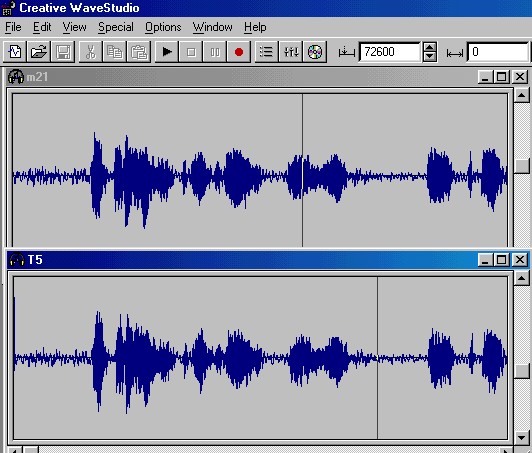 Creative WaveStudio
File Edit View Special Options Window Help
72600 0
m21
T5